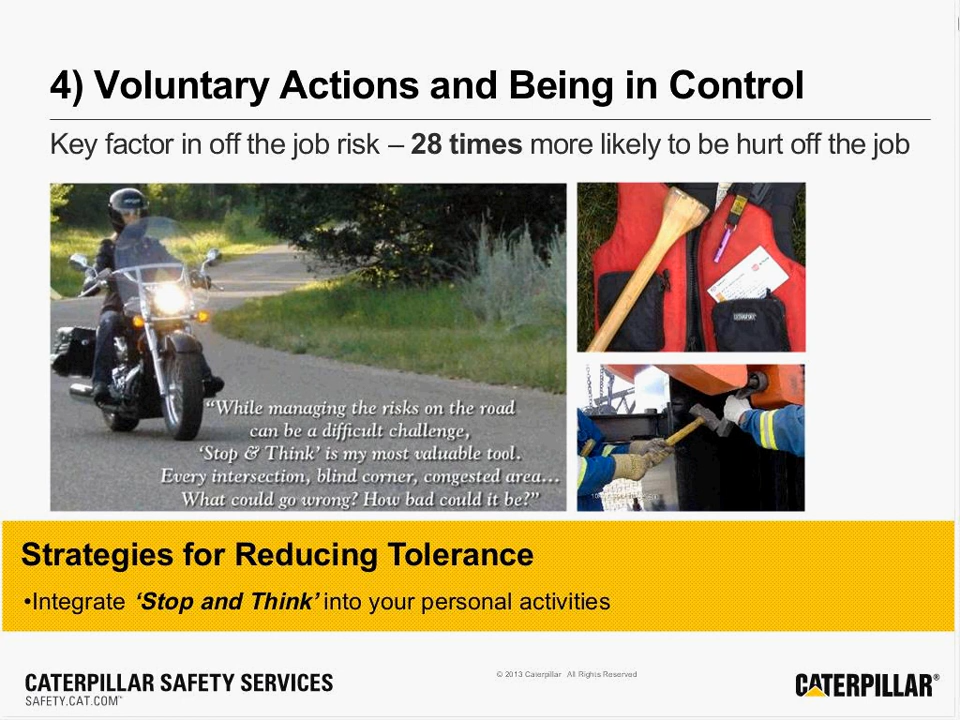 4) Voluntary Actions and Being in Control
Key factor in off the job risk – 28 times more likely to be hurt off the job
“While managing the risks on the road
can be a difficult challenge,
‘Stop & Think’ is my most valuable tool.
Every intersection, blind corner, congested area…
What could go wrong? How bad could it be?”
Strategies for Reducing Tolerance
•Integrate ‘Stop and Think’ into your personal activities
CATERPILLAR SAFETY SERVICES
SAFETY.CAT.COM™
© 2013 Caterpillar All Rights Reserved
CATERPILLAR®